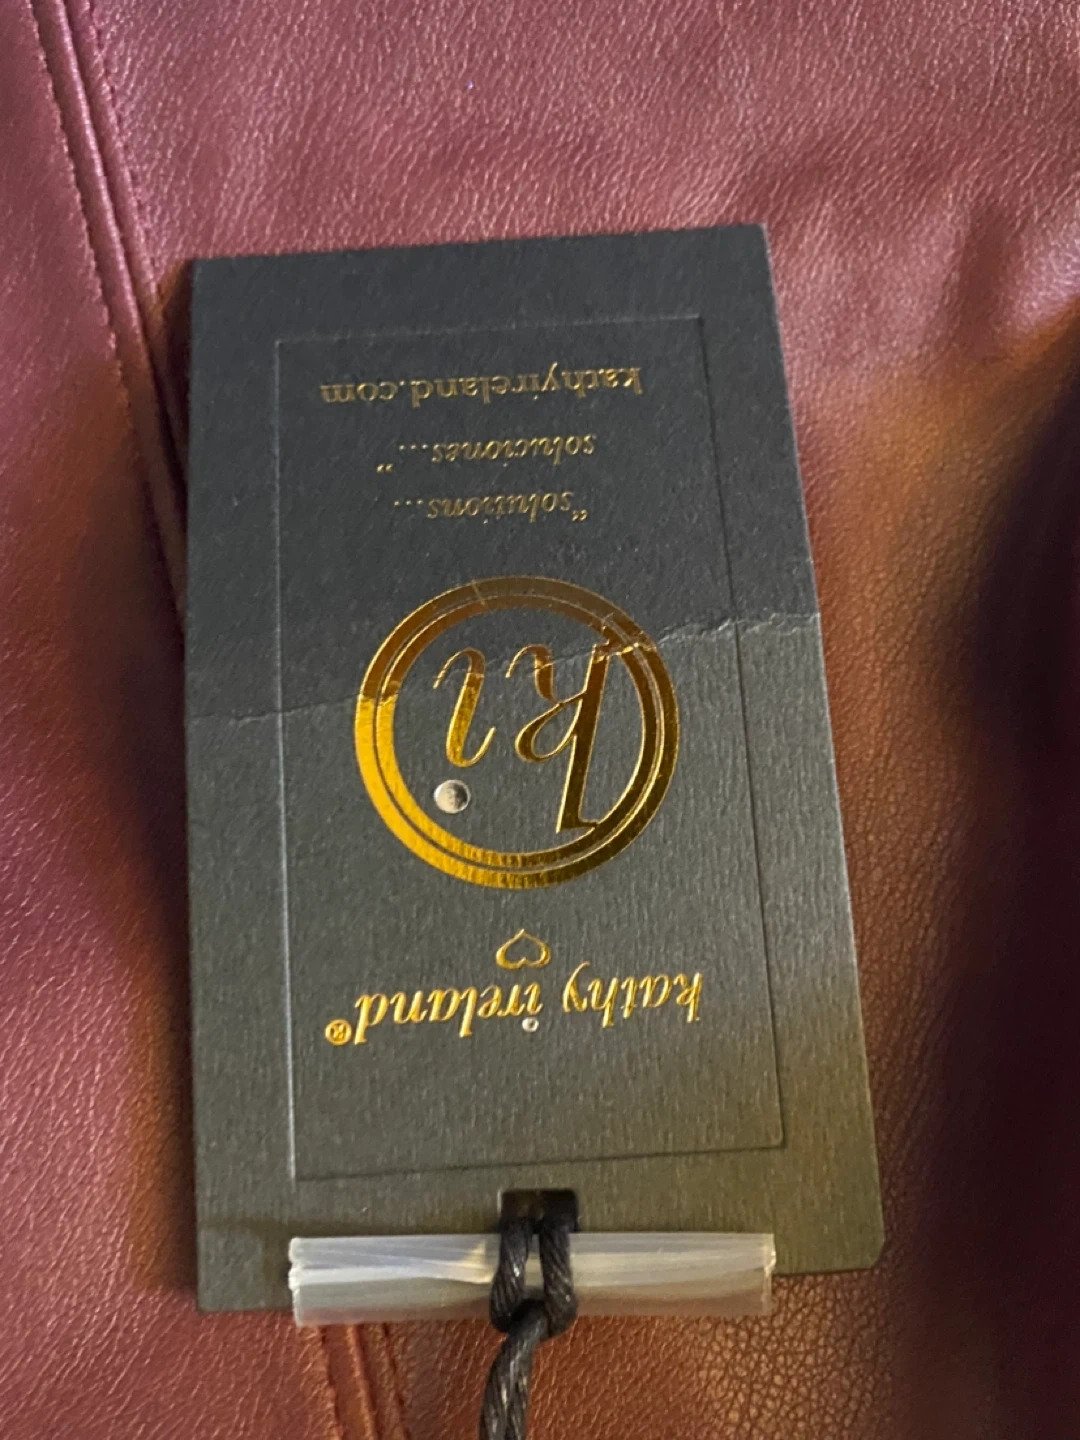 kathy ireland®
ki
"solutions...
soluciones..."
kathyireland.com